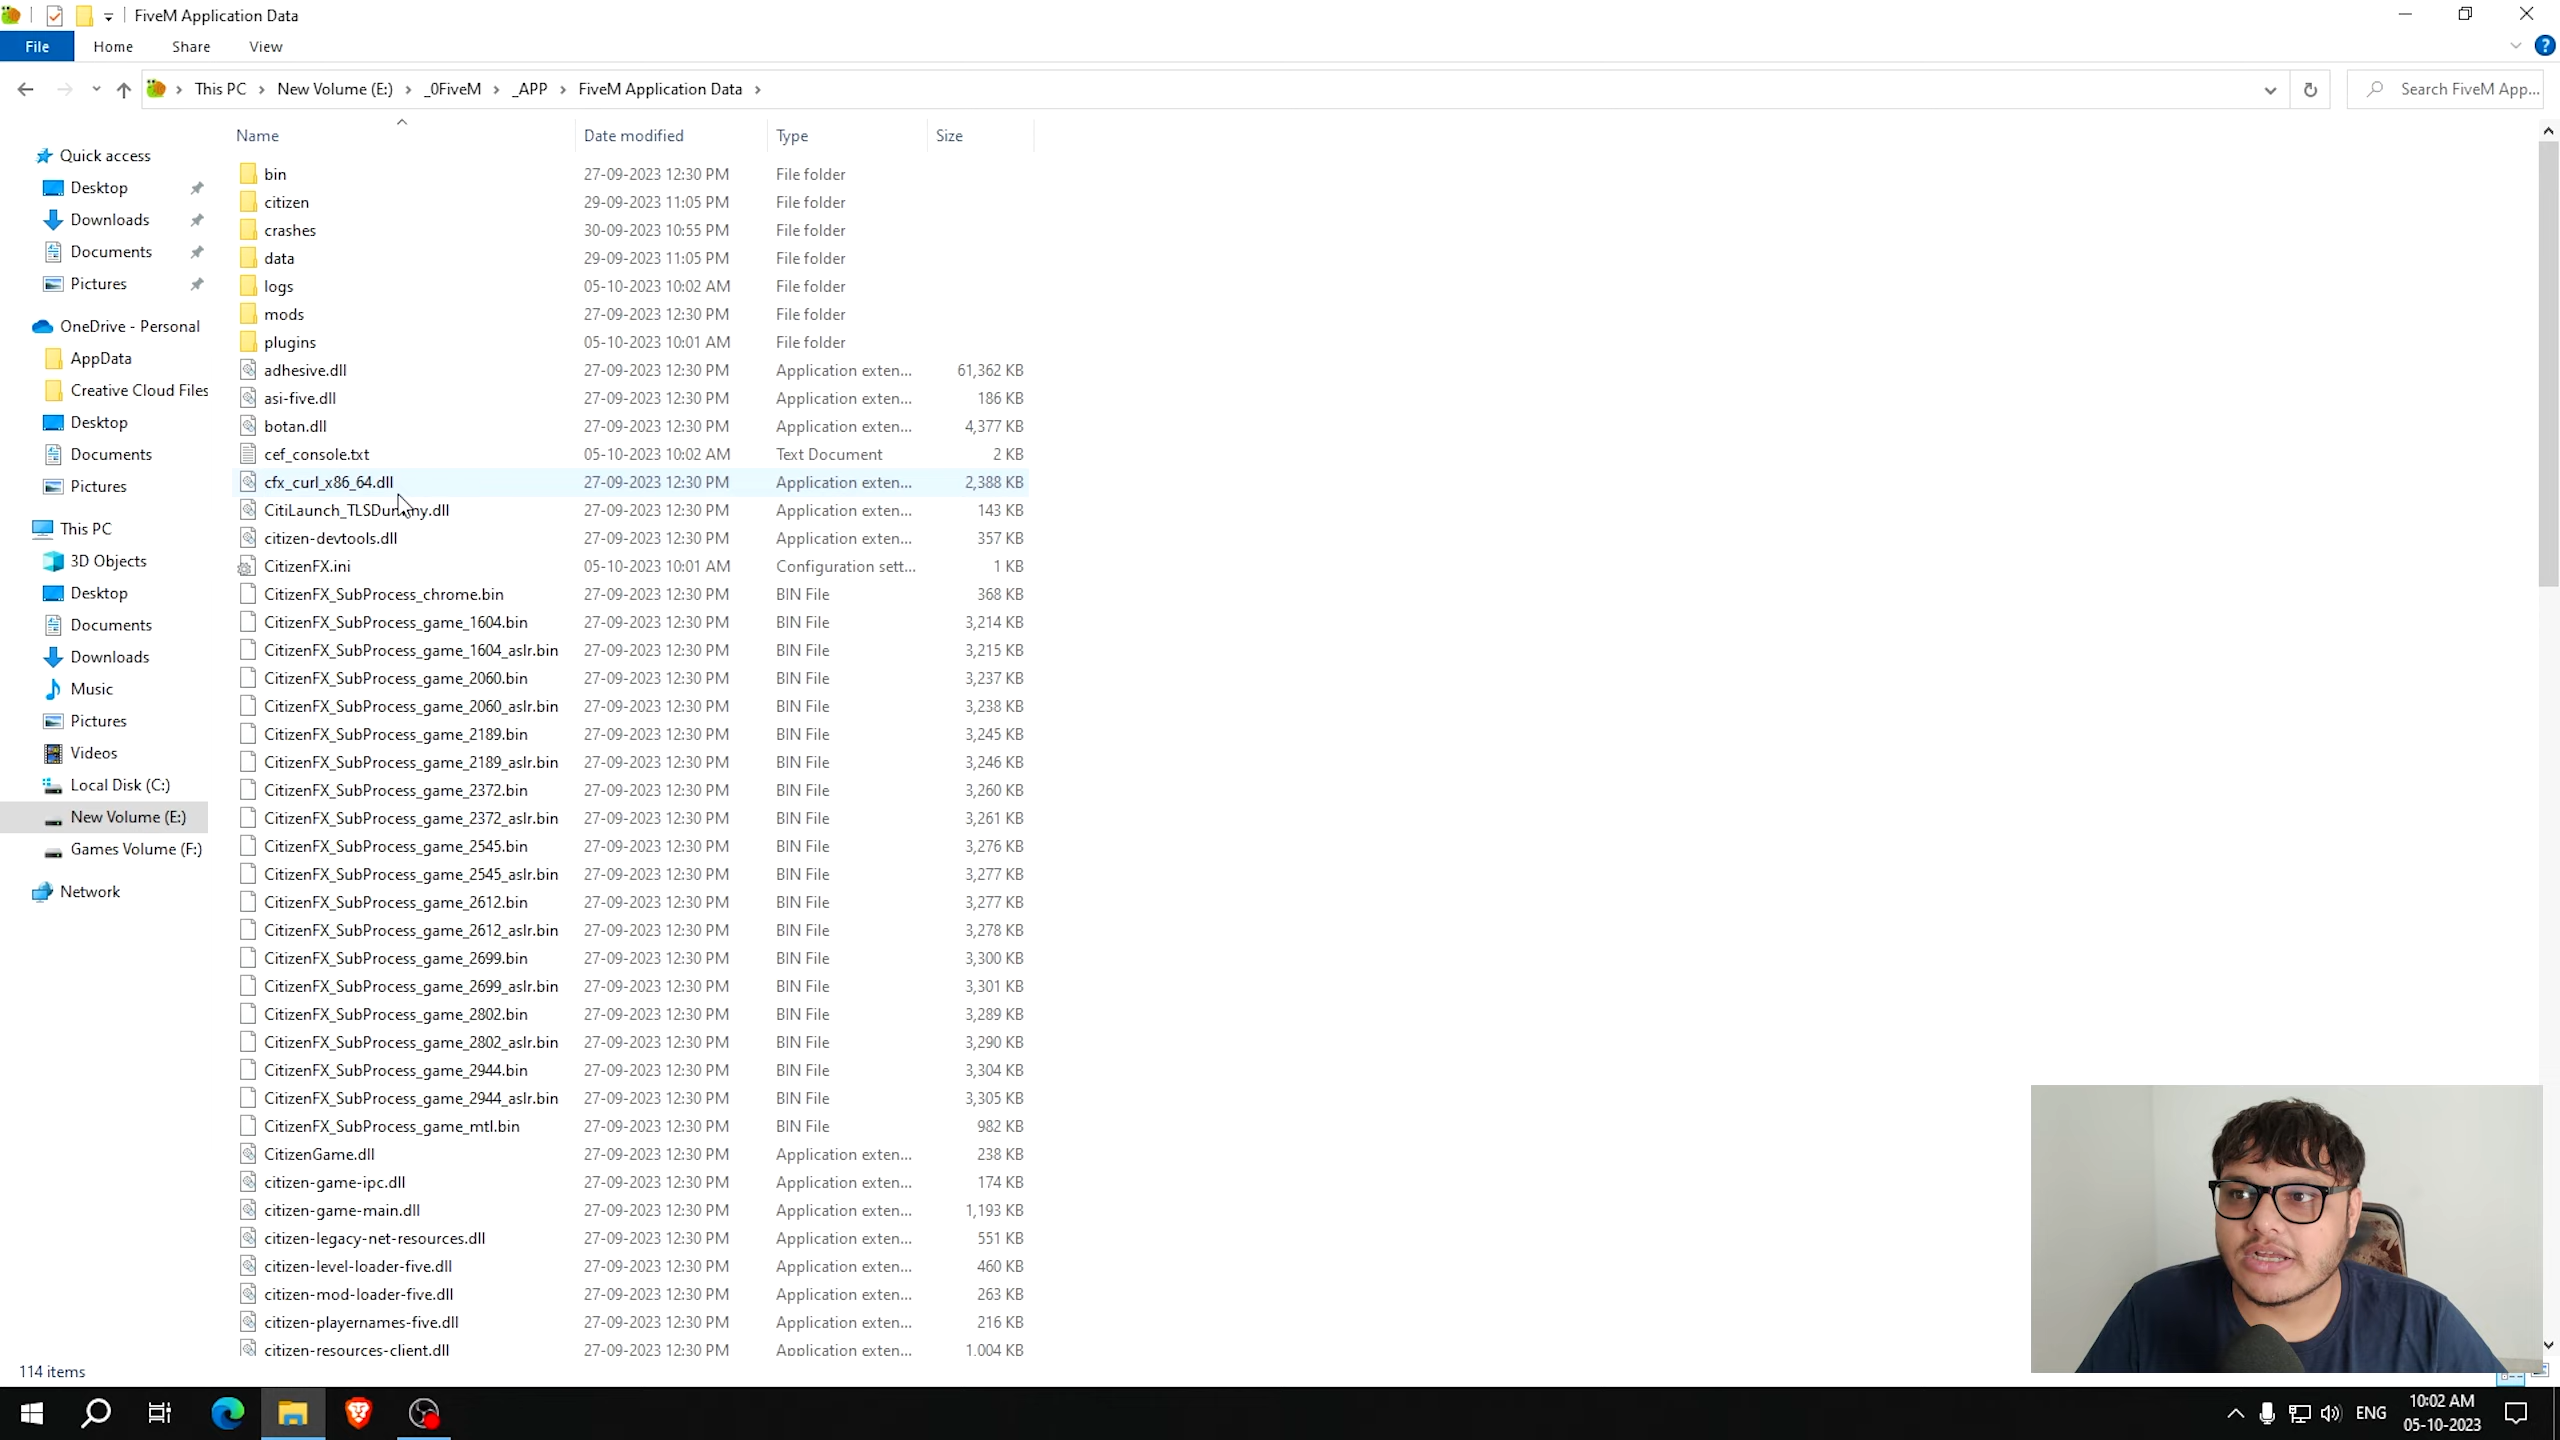 FiveM Application Data
File Home Share View
This PC New Volume (E:) _0FiveM _APP FiveM Application Data Search FiveM App...
Name Date modified Type Size
Quick access
Desktop
Downloads
Documents
Pictures
OneDrive - Personal
AppData
Creative Cloud Files
Desktop
Documents
Pictures
This PC
3D Objects
Desktop
Documents
Downloads
Music
Pictures
Videos
Local Disk (C:)
New Volume (E:)
Games Volume (F:)
Network
bin 27-09-2023 12:30 PM File folder
citizen 29-09-2023 11:05 PM File folder
crashes 30-09-2023 10:55 PM File folder
data 29-09-2023 11:05 PM File folder
logs 05-10-2023 10:02 AM File folder
mods 27-09-2023 12:30 PM File folder
plugins 05-10-2023 10:01 AM File folder
adhesive.dll 27-09-2023 12:30 PM Application exten... 61,362 KB
asi-five.dll 27-09-2023 12:30 PM Application exten... 186 KB
botan.dll 27-09-2023 12:30 PM Application exten... 4,377 KB
cef_console.txt 05-10-2023 10:02 AM Text Document 2 KB
cfx_curl_x86_64.dll 27-09-2023 12:30 PM Application exten... 2,388 KB
CitiLaunch_TLSDummy.dll 27-09-2023 12:30 PM Application exten... 143 KB
citizen-devtools.dll 27-09-2023 12:30 PM Application exten... 357 KB
CitizenFX.ini 05-10-2023 10:01 AM Configuration sett... 1 KB
CitizenFX_SubProcess_chrome.bin 27-09-2023 12:30 PM BIN File 368 KB
CitizenFX_SubProcess_game_1604.bin 27-09-2023 12:30 PM BIN File 3,214 KB
CitizenFX_SubProcess_game_1604_aslr.bin 27-09-2023 12:30 PM BIN File 3,215 KB
CitizenFX_SubProcess_game_2060.bin 27-09-2023 12:30 PM BIN File 3,237 KB
CitizenFX_SubProcess_game_2060_aslr.bin 27-09-2023 12:30 PM BIN File 3,238 KB
CitizenFX_SubProcess_game_2189.bin 27-09-2023 12:30 PM BIN File 3,245 KB
CitizenFX_SubProcess_game_2189_aslr.bin 27-09-2023 12:30 PM BIN File 3,246 KB
CitizenFX_SubProcess_game_2372.bin 27-09-2023 12:30 PM BIN File 3,260 KB
CitizenFX_SubProcess_game_2372_aslr.bin 27-09-2023 12:30 PM BIN File 3,261 KB
CitizenFX_SubProcess_game_2545.bin 27-09-2023 12:30 PM BIN File 3,276 KB
CitizenFX_SubProcess_game_2545_aslr.bin 27-09-2023 12:30 PM BIN File 3,277 KB
CitizenFX_SubProcess_game_2612.bin 27-09-2023 12:30 PM BIN File 3,277 KB
CitizenFX_SubProcess_game_2612_aslr.bin 27-09-2023 12:30 PM BIN File 3,278 KB
CitizenFX_SubProcess_game_2699.bin 27-09-2023 12:30 PM BIN File 3,300 KB
CitizenFX_SubProcess_game_2699_aslr.bin 27-09-2023 12:30 PM BIN File 3,301 KB
CitizenFX_SubProcess_game_2802.bin 27-09-2023 12:30 PM BIN File 3,289 KB
CitizenFX_SubProcess_game_2802_aslr.bin 27-09-2023 12:30 PM BIN File 3,290 KB
CitizenFX_SubProcess_game_2944.bin 27-09-2023 12:30 PM BIN File 3,304 KB
CitizenFX_SubProcess_game_2944_aslr.bin 27-09-2023 12:30 PM BIN File 3,305 KB
CitizenFX_SubProcess_game_mtl.bin 27-09-2023 12:30 PM BIN File 982 KB
CitizenGame.dll 27-09-2023 12:30 PM Application exten... 238 KB
citizen-game-ipc.dll 27-09-2023 12:30 PM Application exten... 174 KB
citizen-game-main.dll 27-09-2023 12:30 PM Application exten... 1,193 KB
citizen-legacy-net-resources.dll 27-09-2023 12:30 PM Application exten... 551 KB
citizen-level-loader-five.dll 27-09-2023 12:30 PM Application exten... 460 KB
citizen-mod-loader-five.dll 27-09-2023 12:30 PM Application exten... 263 KB
citizen-playernames-five.dll 27-09-2023 12:30 PM Application exten... 216 KB
citizen-resources-client.dll 27-09-2023 12:30 PM Application exten... 1,004 KB
114 items
ENG 10:02 AM
05-10-2023